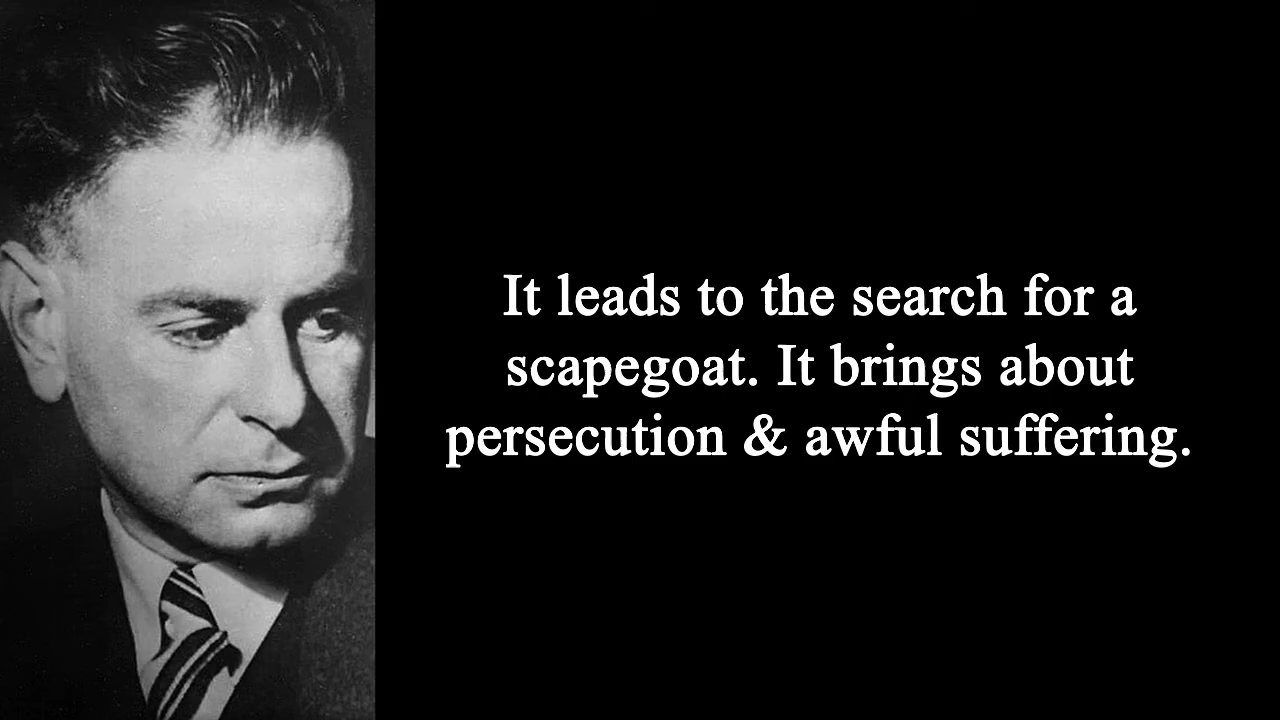 It leads to the search for a
scapegoat. It brings about
persecution & awful suffering.